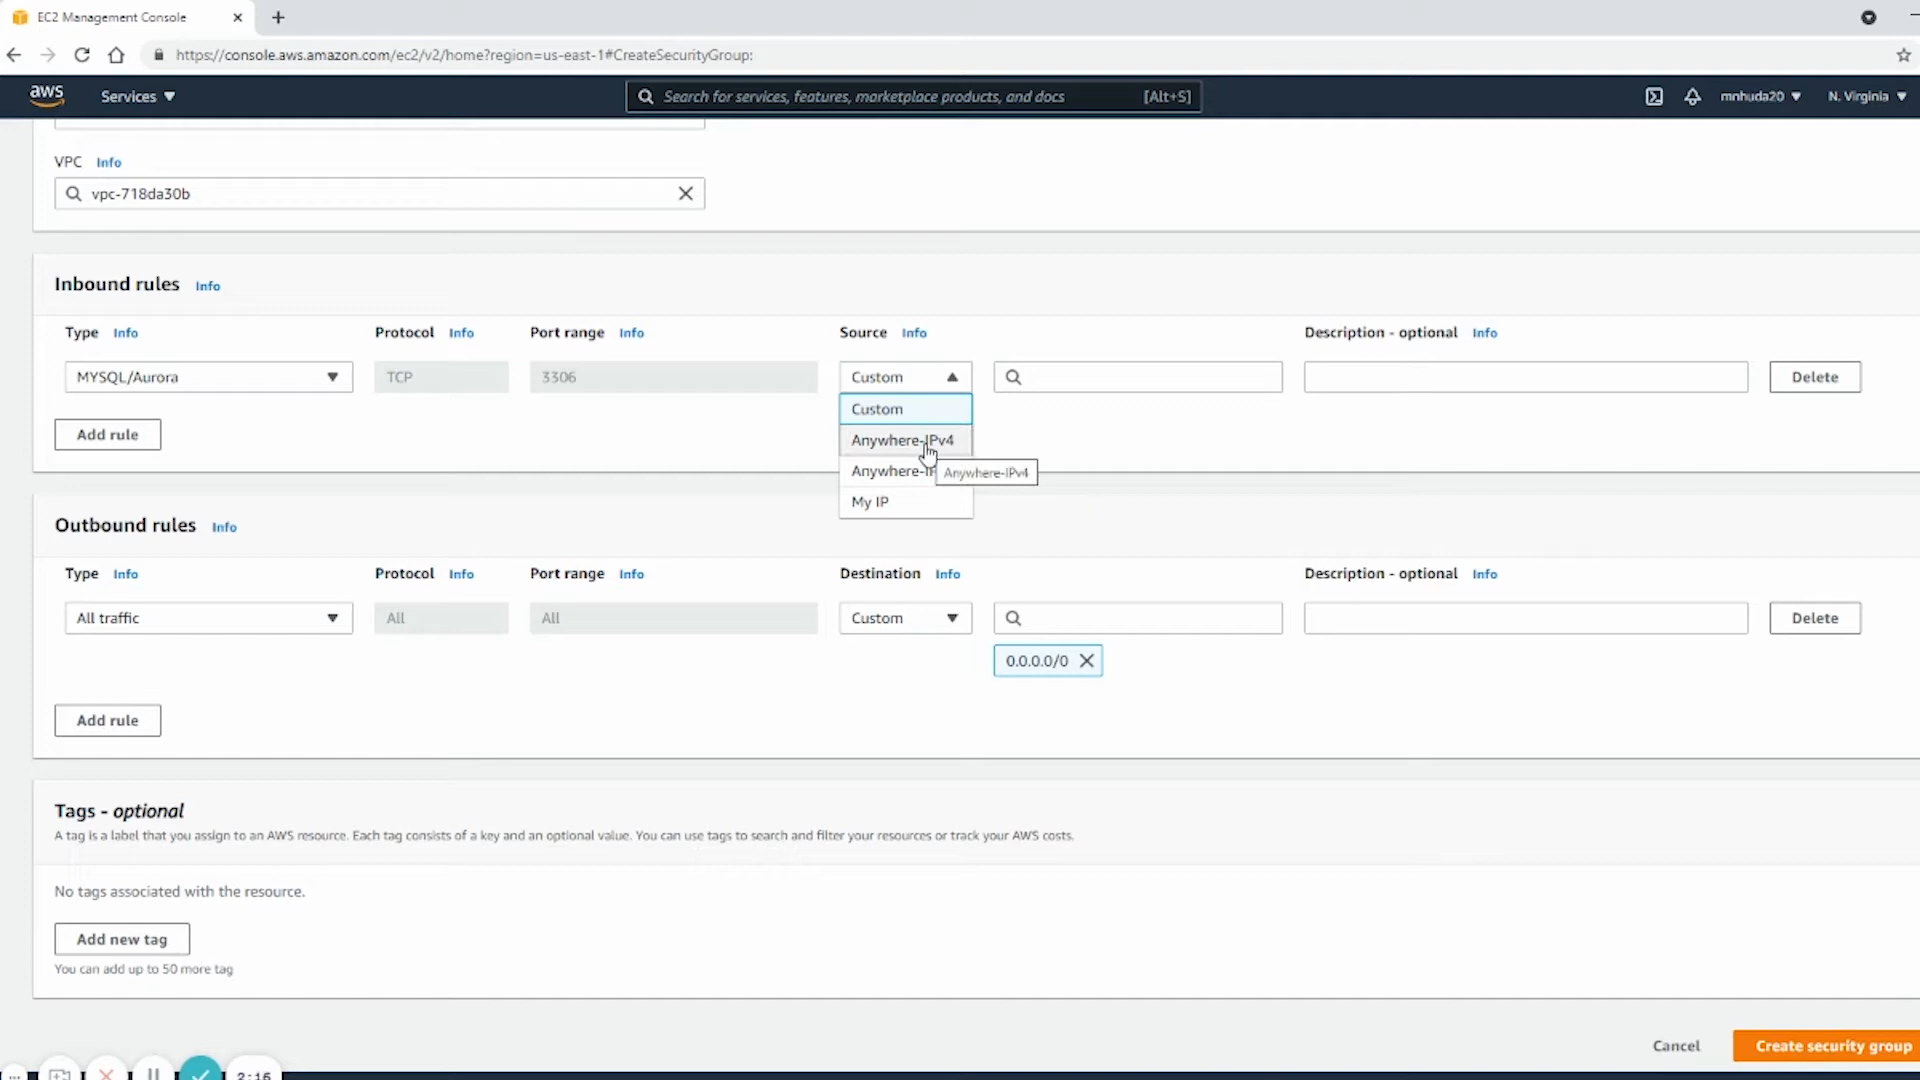 EC2 Management Console
https://console.aws.amazon.com/ec2/v2/home?region=us-east-1#CreateSecurityGroup:
aws Services Search for services, features, marketplace products, and docs [Alt+S] mnhuda20 N. Virginia
VPC Info
vpc-718da30b
Inbound rules Info
Type Info Protocol Info Port range Info Source Info Description - optional Info
MYSQL/Aurora TCP 3306 Custom Delete
Custom
Add rule
Anywhere-IPv4
Anywhere-IP
Anywhere-IPv4
My IP
Outbound rules Info
Type Info Protocol Info Port range Info Destination Info Description - optional Info
All traffic All All Custom Delete
0.0.0.0/0
Add rule
Tags - optional
A tag is a label that you assign to an AWS resource. Each tag consists of a key and an optional value. You can use tags to search and filter your resources or track your AWS costs.
No tags associated with the resource.
Add new tag
You can add up to 50 more tag
Cancel Create security group
2:16